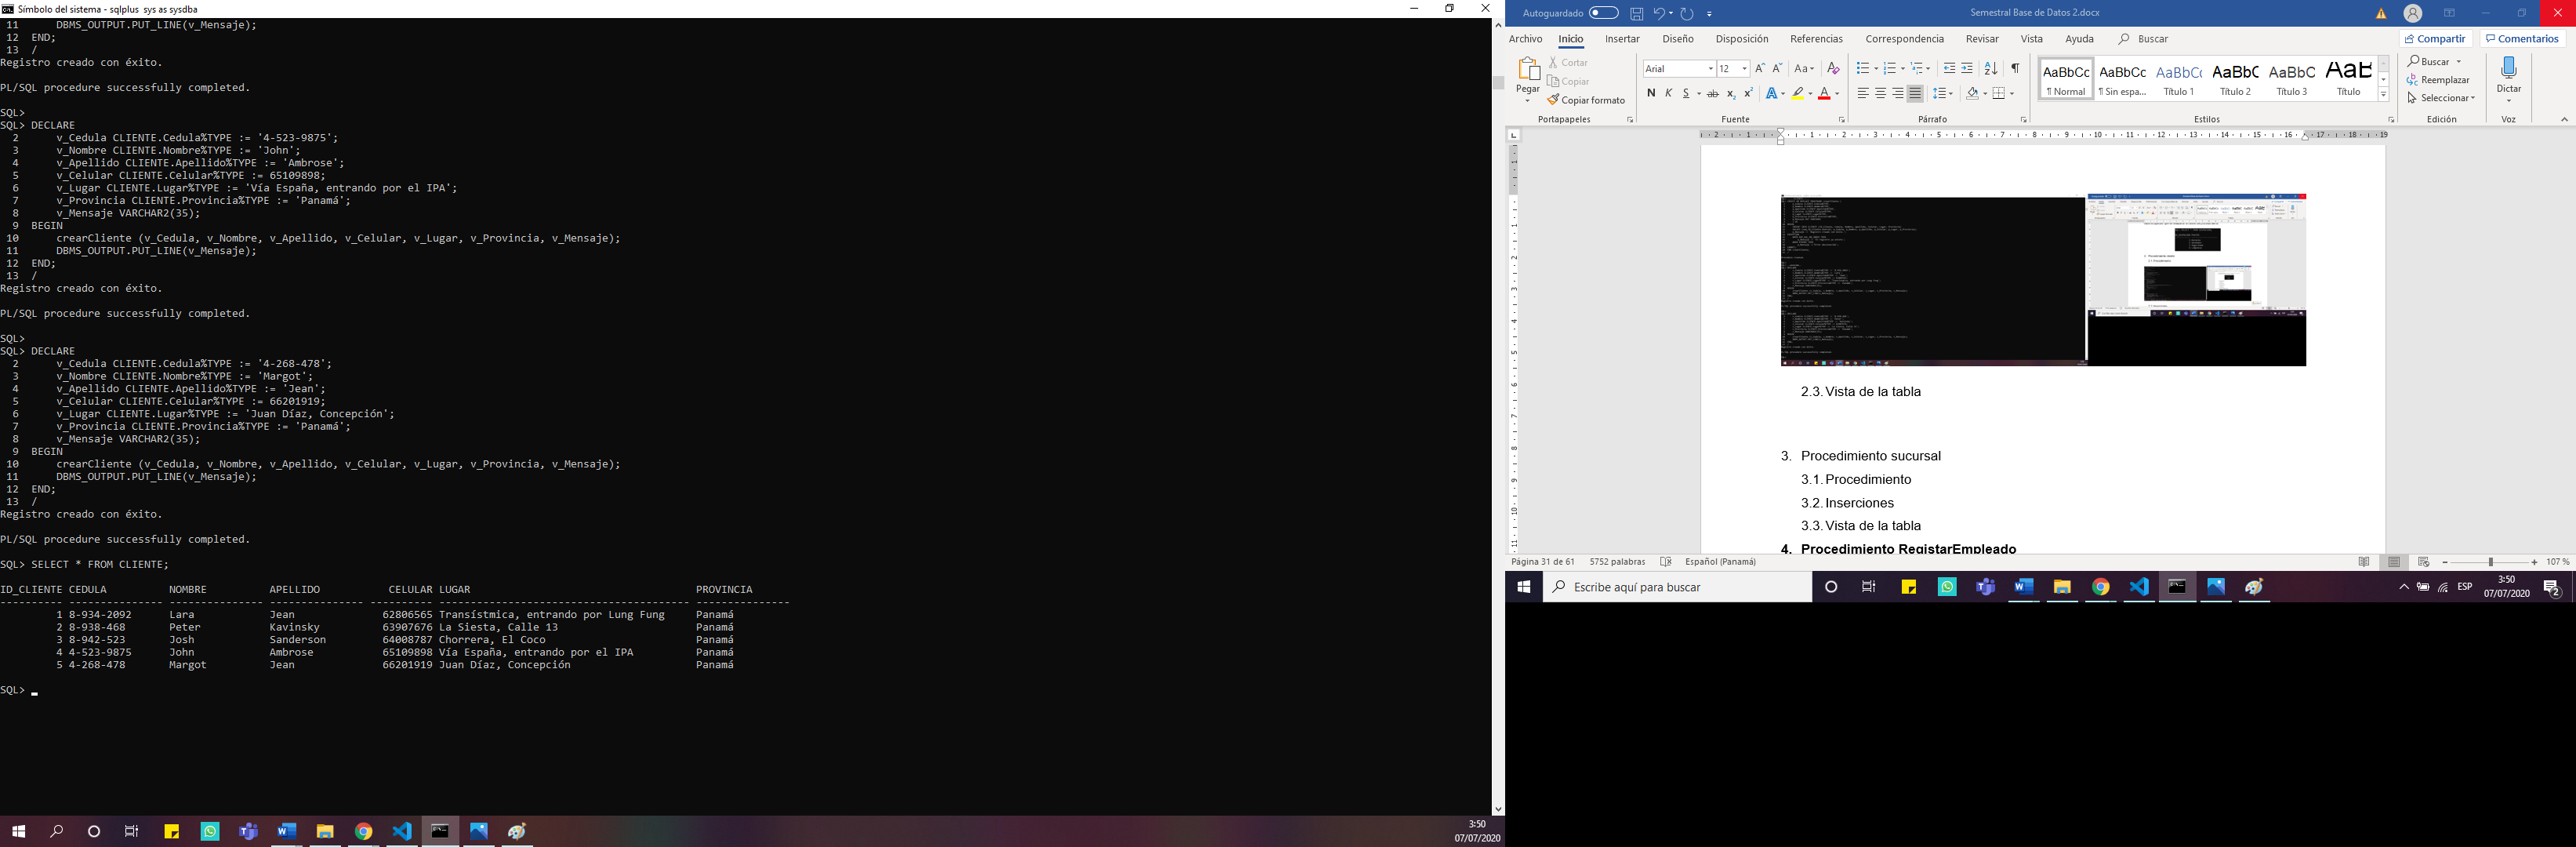 Símbolo del sistema - sqlplus  sys as sysdba
 11      DBMS_OUTPUT.PUT_LINE(v_Mensaje);
 12  END;
 13  /
Registro creado con éxito.
PL/SQL procedure successfully completed.
SQL>
SQL> DECLARE
  2      v_Cedula CLIENTE.Cedula%TYPE := '4-523-9875';
  3      v_Nombre CLIENTE.Nombre%TYPE := 'John';
  4      v_Apellido CLIENTE.Apellido%TYPE := 'Ambrose';
  5      v_Celular CLIENTE.Celular%TYPE := 65109898;
  6      v_Lugar CLIENTE.Lugar%TYPE := 'Vía España, entrando por el IPA';
  7      v_Provincia CLIENTE.Provincia%TYPE := 'Panamá';
  8      v_Mensaje VARCHAR2(35);
  9  BEGIN
 10      crearCliente (v_Cedula, v_Nombre, v_Apellido, v_Celular, v_Lugar, v_Provincia, v_Mensaje);
 11      DBMS_OUTPUT.PUT_LINE(v_Mensaje);
 12  END;
 13  /
Registro creado con éxito.
PL/SQL procedure successfully completed.
SQL>
SQL> DECLARE
  2      v_Cedula CLIENTE.Cedula%TYPE := '4-268-478';
  3      v_Nombre CLIENTE.Nombre%TYPE := 'Margot';
  4      v_Apellido CLIENTE.Apellido%TYPE := 'Jean';
  5      v_Celular CLIENTE.Celular%TYPE := 66201919;
  6      v_Lugar CLIENTE.Lugar%TYPE := 'Juan Díaz, Concepción';
  7      v_Provincia CLIENTE.Provincia%TYPE := 'Panamá';
  8      v_Mensaje VARCHAR2(35);
  9  BEGIN
 10      crearCliente (v_Cedula, v_Nombre, v_Apellido, v_Celular, v_Lugar, v_Provincia, v_Mensaje);
 11      DBMS_OUTPUT.PUT_LINE(v_Mensaje);
 12  END;
 13  /
Registro creado con éxito.
PL/SQL procedure successfully completed.
SQL> SELECT * FROM CLIENTE;
ID_CLIENTE CEDULA NOMBRE APELLIDO CELULAR LUGAR PROVINCIA
1 8-934-2092 Lara Jean 62806565 Transístmica, entrando por Lung Fung Panamá
2 8-938-468 Peter Kavinsky 63907676 La Siesta, Calle 13 Panamá
3 8-942-523 Josh Sanderson 64008787 Chorrera, El Coco Panamá
4 4-523-9875 John Ambrose 65109898 Vía España, entrando por el IPA Panamá
5 4-268-478 Margot Jean 66201919 Juan Díaz, Concepción Panamá
SQL>
3:50
07/07/2020
Autoguardado
Semestral Base de Datos 2.docx
Archivo Inicio Insertar Diseño Disposición Referencias Correspondencia Revisar Vista Ayuda Buscar Compartir Comentarios
Pegar
Cortar
Copiar
Copiar formato
Portapapeles
Arial 12
N K S ab x₂ x²
Fuente
Párrafo
AaBbCc ¶ Normal
AaBbCc ¶ Sin espa...
AaBbCc Título 1
AaBbC Título 2
AaBbC Título 3
AaB Título
Estilos
Buscar
Reemplazar
Seleccionar
Edición
Dictar
Voz
2.3. Vista de la tabla
3. Procedimiento sucursal
3.1. Procedimiento
3.2. Inserciones
3.3. Vista de la tabla
4. Procedimiento RegistarEmpleado
Página 31 de 61 5752 palabras Español (Panamá) 107 %
Escribe aquí para buscar
ESP
3:50
07/07/2020
2